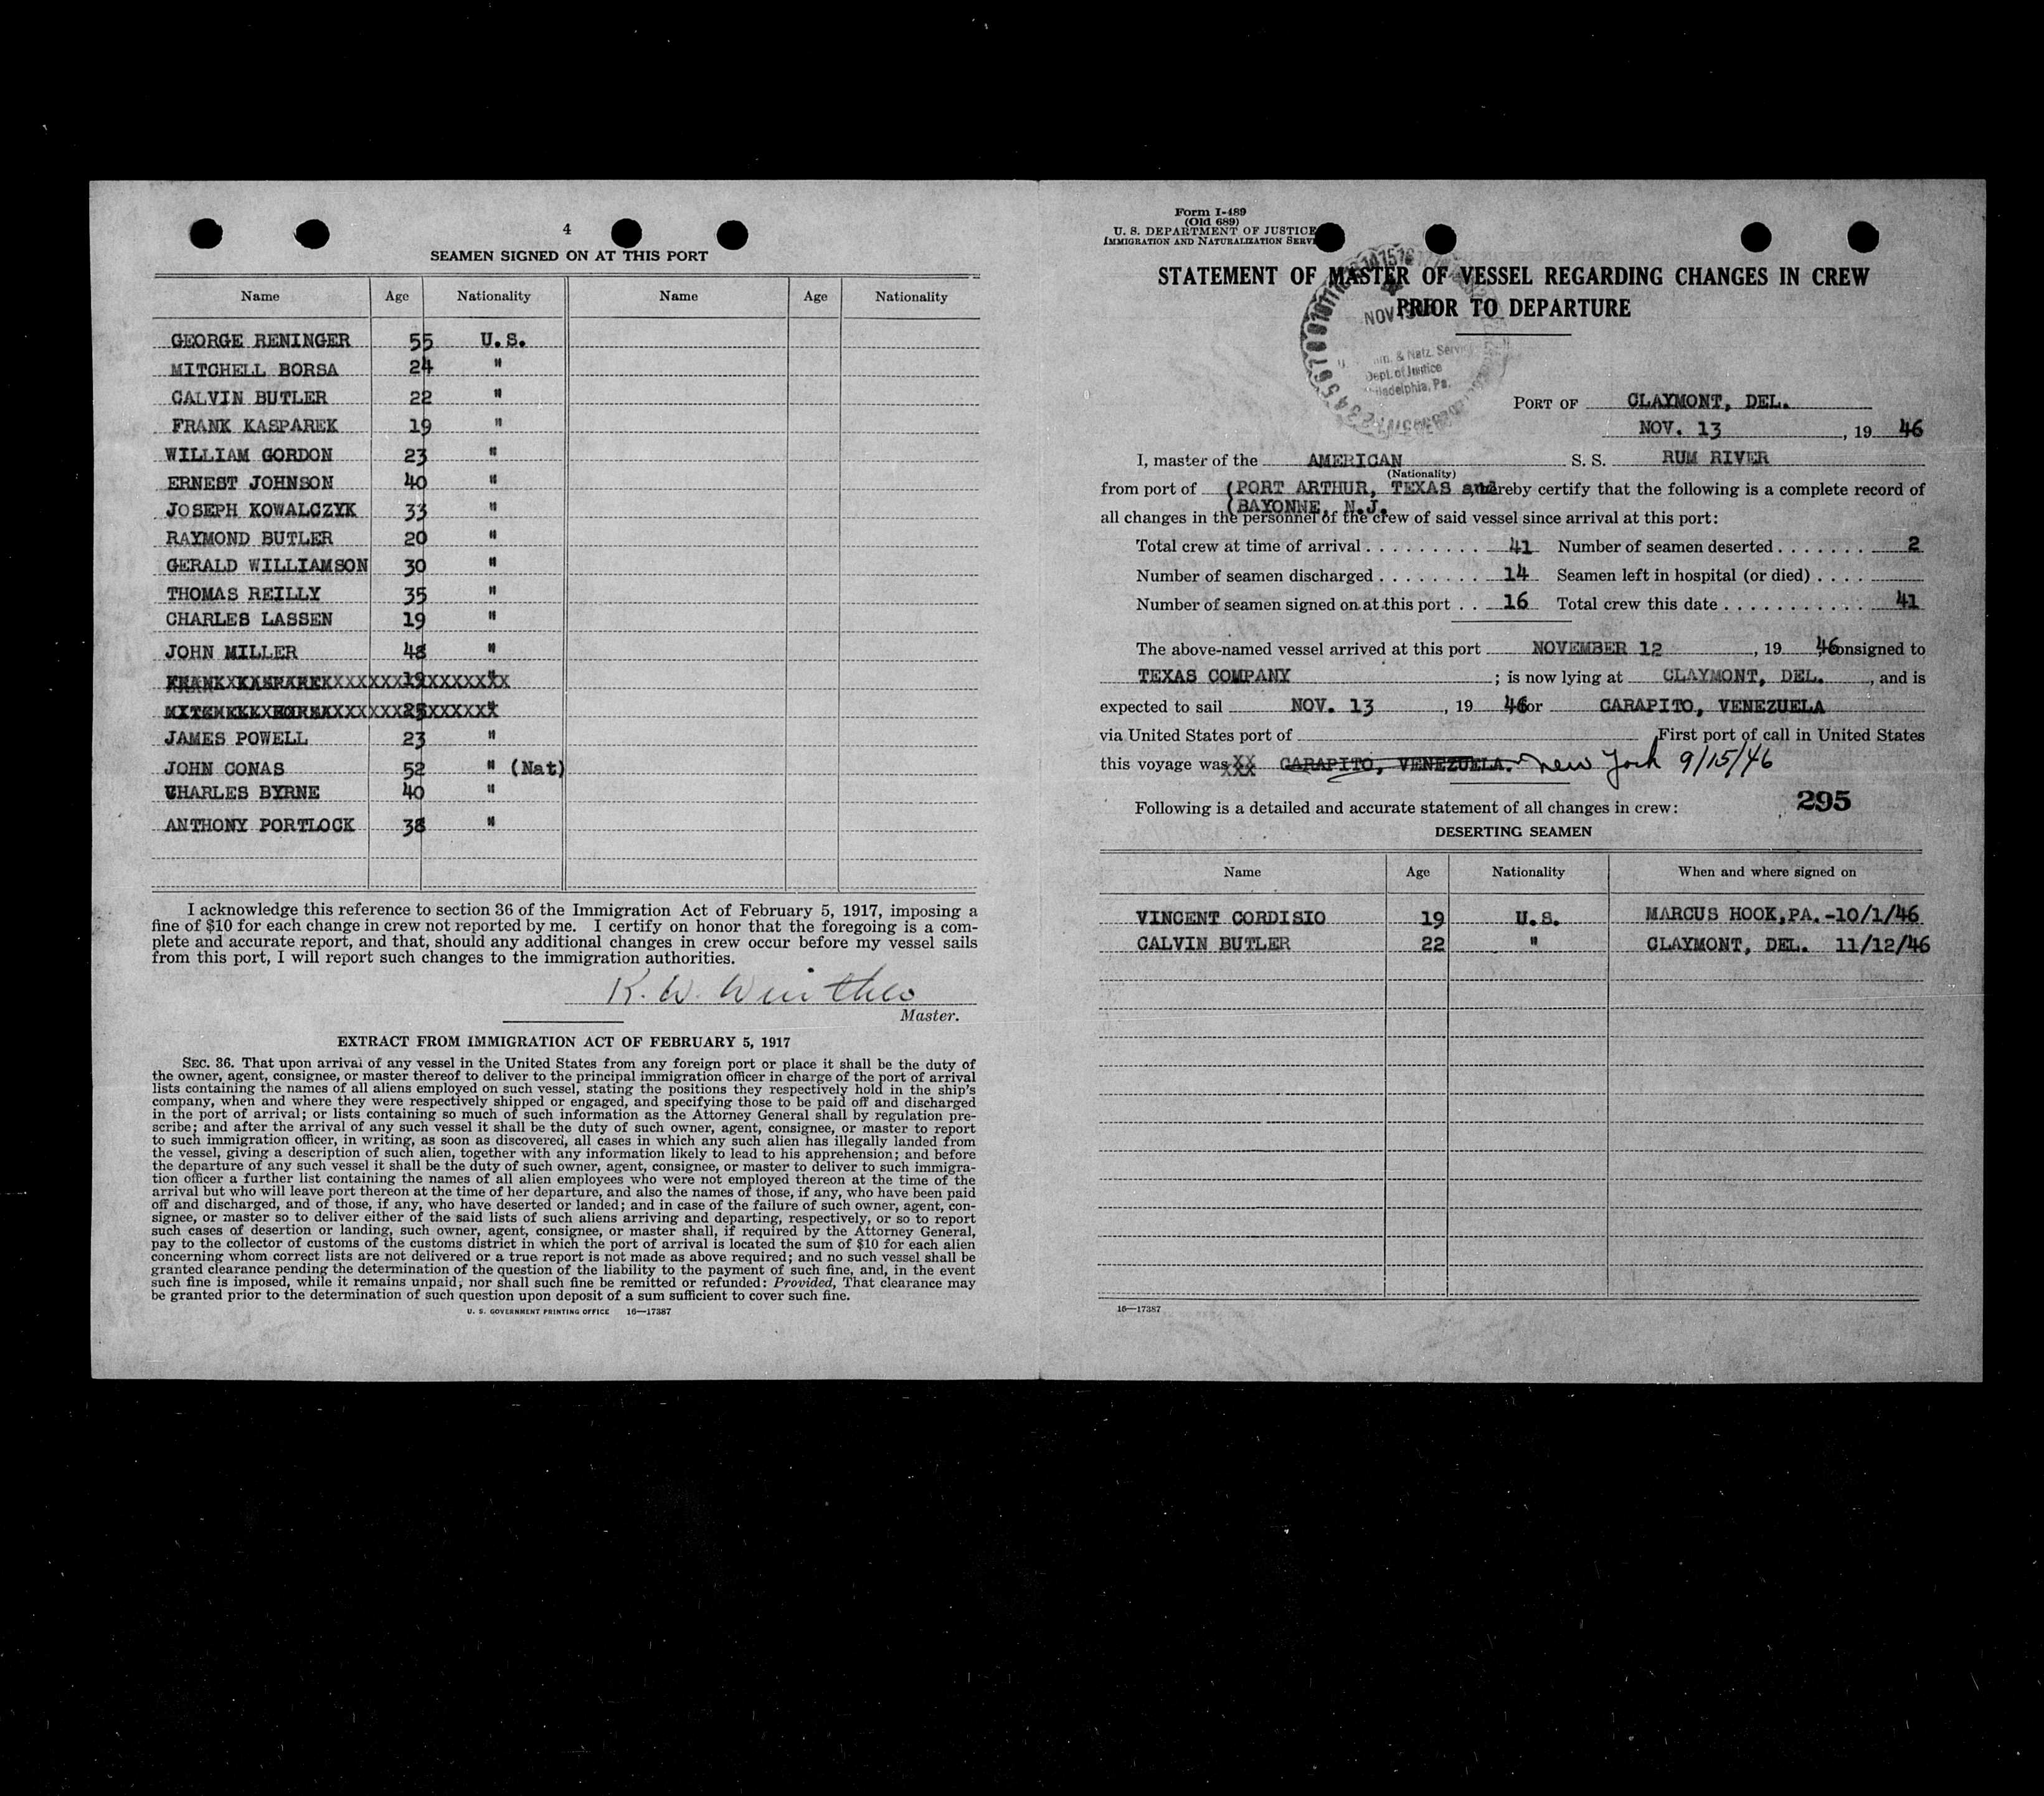 4
SEAMEN SIGNED ON AT THIS PORT
Name Age Nationality Name Age Nationality
GEORGE RENINGER 55 U.S.
MITCHELL BORSA 24 "
CALVIN BUTLER 22 "
FRANK KASPAREK 19 "
WILLIAM GORDON 23 "
ERNEST JOHNSON 40 "
JOSEPH KOWALCZYK 33 "
RAYMOND BUTLER 20 "
GERALD WILLIAMSON 30 "
THOMAS REILLY 35 "
CHARLES LASSEN 19 "
JOHN MILLER 48 "
FRANK KASPAREK 19 "
JAMES POWELL 23 "
JOHN CONAS 52 " (Nat)
CHARLES BYRNE 40 "
ANTHONY PORTLOCK 38 "
I acknowledge this reference to section 36 of the Immigration Act of February 5, 1917, imposing a
fine of $10 for each change in crew not reported by me. I certify on honor that the foregoing is a com-
plete and accurate report, and that, should any additional changes in crew occur before my vessel sails
from this port, I will report such changes to the immigration authorities.
K. W.
Master.
EXTRACT FROM IMMIGRATION ACT OF FEBRUARY 5, 1917
SEC. 36. That upon arrival of any vessel in the United States from any foreign port or place it shall be the duty of
the owner, agent, consignee, or master thereof to deliver to the principal immigration officer in charge of the port of arrival
lists containing the names of all aliens employed on such vessel, stating the positions they respectively hold in the ship's
company, when and where they were respectively shipped or engaged, and specifying those to be paid off and discharged
in the port of arrival; or lists containing so much of such information as the Attorney General shall by regulation pre-
scribe; and after the arrival of any such vessel it shall be the duty of such owner, agent, consignee, or master to report
to such immigration officer, in writing, as soon as discovered, all cases in which any such alien has illegally landed from
the vessel, giving a description of such alien, together with any information likely to lead to his apprehension; and before
the departure of any such vessel it shall be the duty of such owner, agent, consignee, or master to deliver to such immigra-
tion officer a further list containing the names of all alien employees who were not employed thereon at the time of the
arrival but who will leave port thereon at the time of her departure, and also the names of those, if any, who have been paid
off and discharged, and of those, if any, who have deserted or landed; and in case of the failure of such owner, agent, con-
signee, or master so to deliver either of the said lists of such aliens arriving and departing, respectively, or so to report
such cases of desertion or landing, such owner, agent, consignee, or master shall, if required by the Attorney General,
pay to the collector of customs of the customs district in which the port of arrival is located the sum of $10 for each alien
concerning whom correct lists are not delivered or a true report is not made as above required; and no such vessel shall be
granted clearance pending the determination of the question of the liability to the payment of such fine, and, in the event
such fine is imposed, while it remains unpaid, nor shall such fine be remitted or refunded: Provided, That clearance may
be granted prior to the determination of such question upon deposit of a sum sufficient to cover such fine.
U. S. GOVERNMENT PRINTING OFFICE 16—17387
Form I-489
(Old 689)
U. S. DEPARTMENT OF JUSTICE
IMMIGRATION AND NATURALIZATION
STATEMENT OF MASTER OF VESSEL REGARDING CHANGES IN CREW
PRIOR TO DEPARTURE
NOV
& Natz. Service
Dept. of Justice
Philadelphia, Pa.
PORT OF CLAYMONT, DEL.
NOV. 13, 19 46
I, master of the AMERICAN S. S. RUM RIVER
(Nationality)
from port of (PORT ARTHUR, TEXAS and hereby certify that the following is a complete record of
(BAYONNE, N.J.
all changes in the personnel of the crew of said vessel since arrival at this port:
Total crew at time of arrival 41 Number of seamen deserted 2
Number of seamen discharged 14 Seamen left in hospital (or died)
Number of seamen signed on at this port 16 Total crew this date 41
The above-named vessel arrived at this port NOVEMBER 12, 19 46, consigned to
TEXAS COMPANY; is now lying at CLAYMONT, DEL., and is
expected to sail NOV. 13, 19 46 for CARAPITO, VENEZUELA
via United States port of First port of call in United States
this voyage was XX CARAPITO, VENEZUELA. New York 9/15/46
Following is a detailed and accurate statement of all changes in crew: 295
DESERTING SEAMEN
Name Age Nationality When and where signed on
VINCENT CORDISIO 19 U.S. MARCUS HOOK, PA. -10/1/46
CALVIN BUTLER 22 " CLAYMONT, DEL. 11/12/46
16—17387